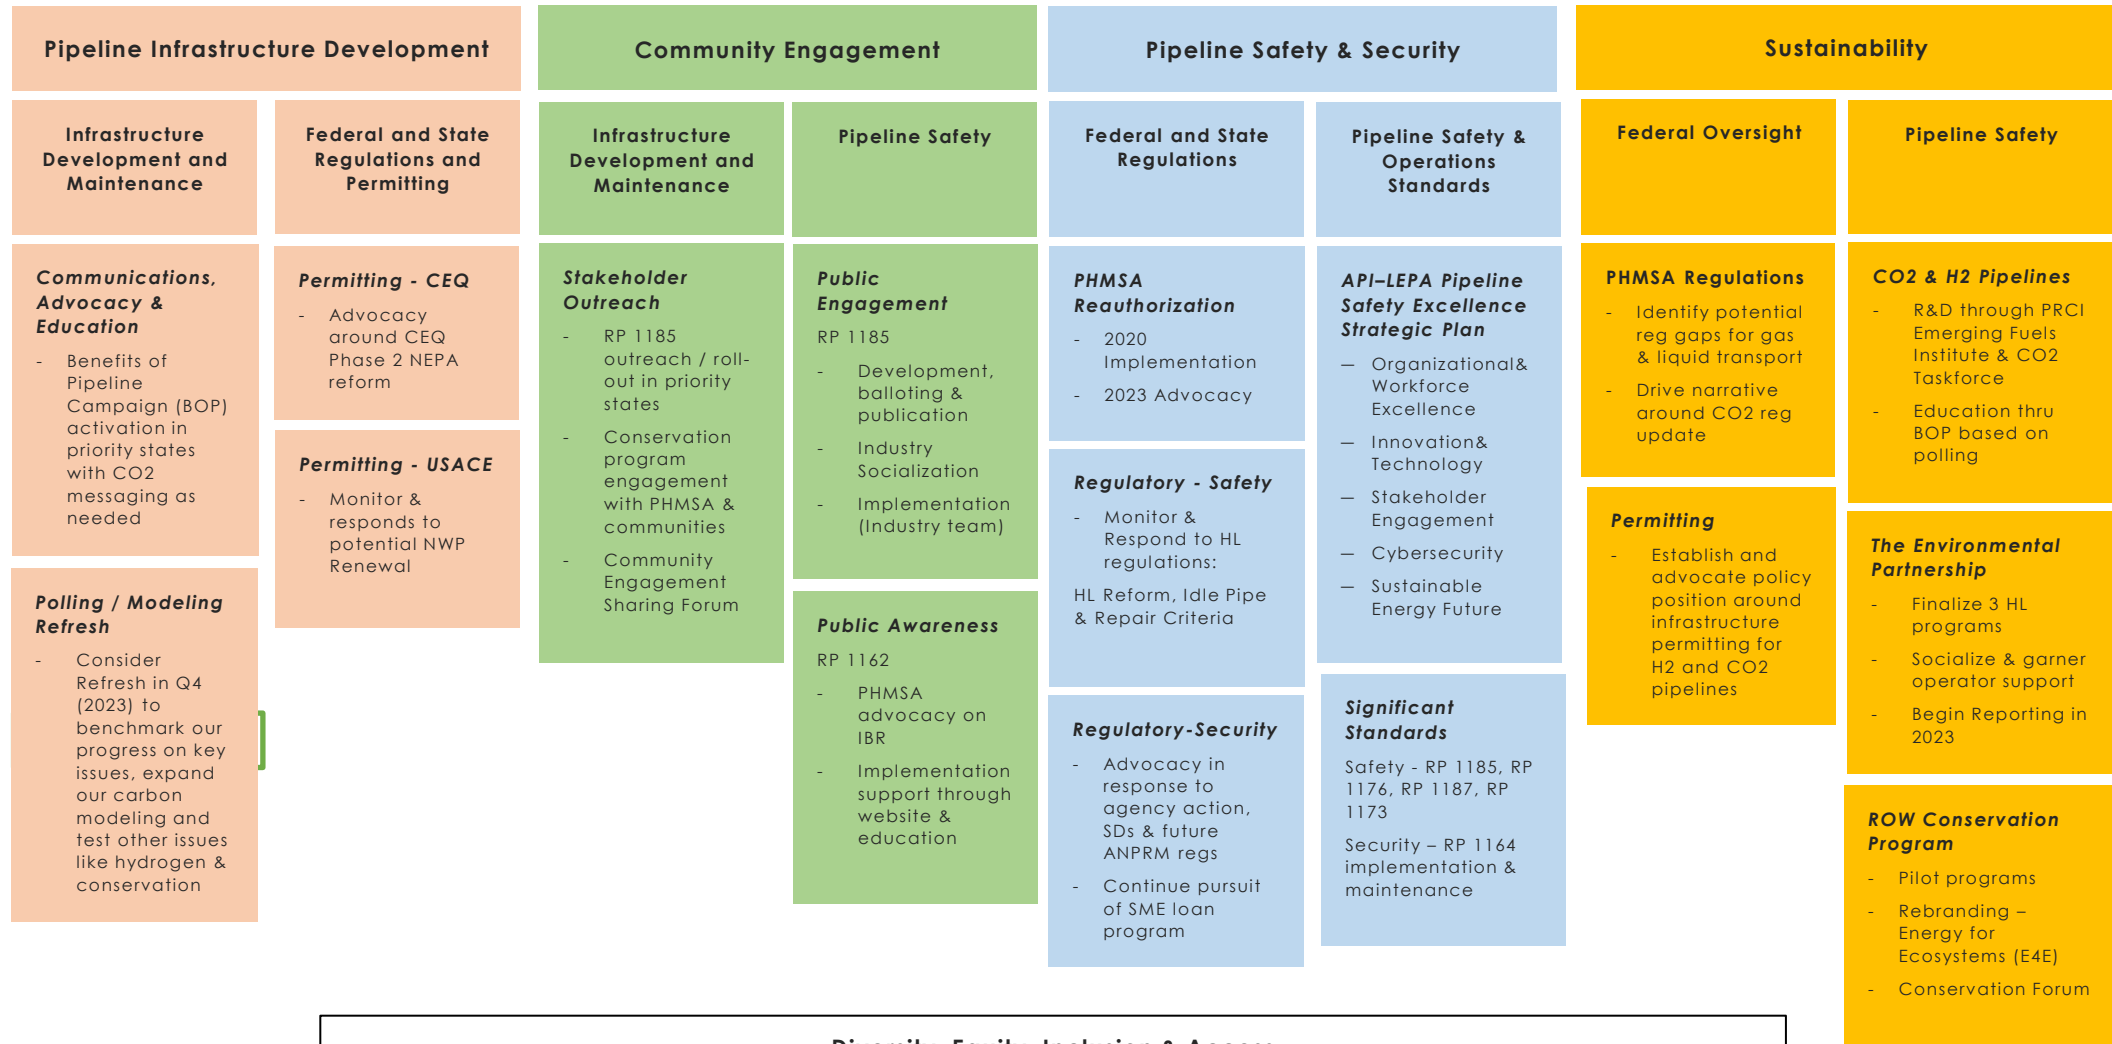 Pipeline Infrastructure Development
Community Engagement
Pipeline Safety & Security
Sustainability
Infrastructure
Development and
Maintenance
Federal and State
Regulations and
Permitting
Infrastructure
Development and
Maintenance
Pipeline Safety
Federal and State
Regulations
Pipeline Safety &
Operations
Standards
Federal Oversight
Pipeline Safety
Communications,
Advocacy &
Education
- Benefits of
Pipeline
Campaign (BOP)
activation in
priority states
with CO2
messaging as
needed
Polling / Modeling
Refresh
- Consider
Refresh in Q4
(2023) to
benchmark our
progress on key
issues, expand
our carbon
modeling and
test other issues
like hydrogen &
conservation
Permitting - CEQ
- Advocacy
around CEQ
Phase 2 NEPA
reform
Permitting - USACE
- Monitor &
responds to
potential NWP
Renewal
Stakeholder
Outreach
- RP 1185
outreach / roll-
out in priority
states
- Conservation
program
engagement
with PHMSA &
communities
- Community
Engagement
Sharing Forum
Public
Engagement
RP 1185
- Development,
balloting &
publication
- Industry
Socialization
- Implementation
(Industry team)
Public Awareness
RP 1162
- PHMSA
advocacy on
IBR
- Implementation
support through
website &
education
PHMSA
Reauthorization
- 2020
Implementation
- 2023 Advocacy
Regulatory - Safety
- Monitor &
Respond to HL
regulations:
HL Reform, Idle Pipe
& Repair Criteria
Regulatory-Security
- Advocacy in
response to
agency action,
SDs & future
ANPRM regs
- Continue pursuit
of SME loan
program
API–LEPA Pipeline
Safety Excellence
Strategic Plan
— Organizational&
Workforce
Excellence
— Innovation&
Technology
— Stakeholder
Engagement
— Cybersecurity
— Sustainable
Energy Future
Significant
Standards
Safety - RP 1185, RP
1176, RP 1187, RP
1173
Security – RP 1164
implementation &
maintenance
PHMSA Regulations
- Identify potential
reg gaps for gas
& liquid transport
- Drive narrative
around CO2 reg
update
Permitting
- Establish and
advocate policy
position around
infrastructure
permitting for
H2 and CO2
pipelines
CO2 & H2 Pipelines
- R&D through PRCI
Emerging Fuels
Institute & CO2
Taskforce
- Education thru
BOP based on
polling
The Environmental
Partnership
- Finalize 3 HL
programs
- Socialize & garner
operator support
- Begin Reporting in
2023
ROW Conservation
Program
- Pilot programs
- Rebranding –
Energy for
Ecosystems (E4E)
- Conservation Forum
Diversity, Equity, Inclusion & Access